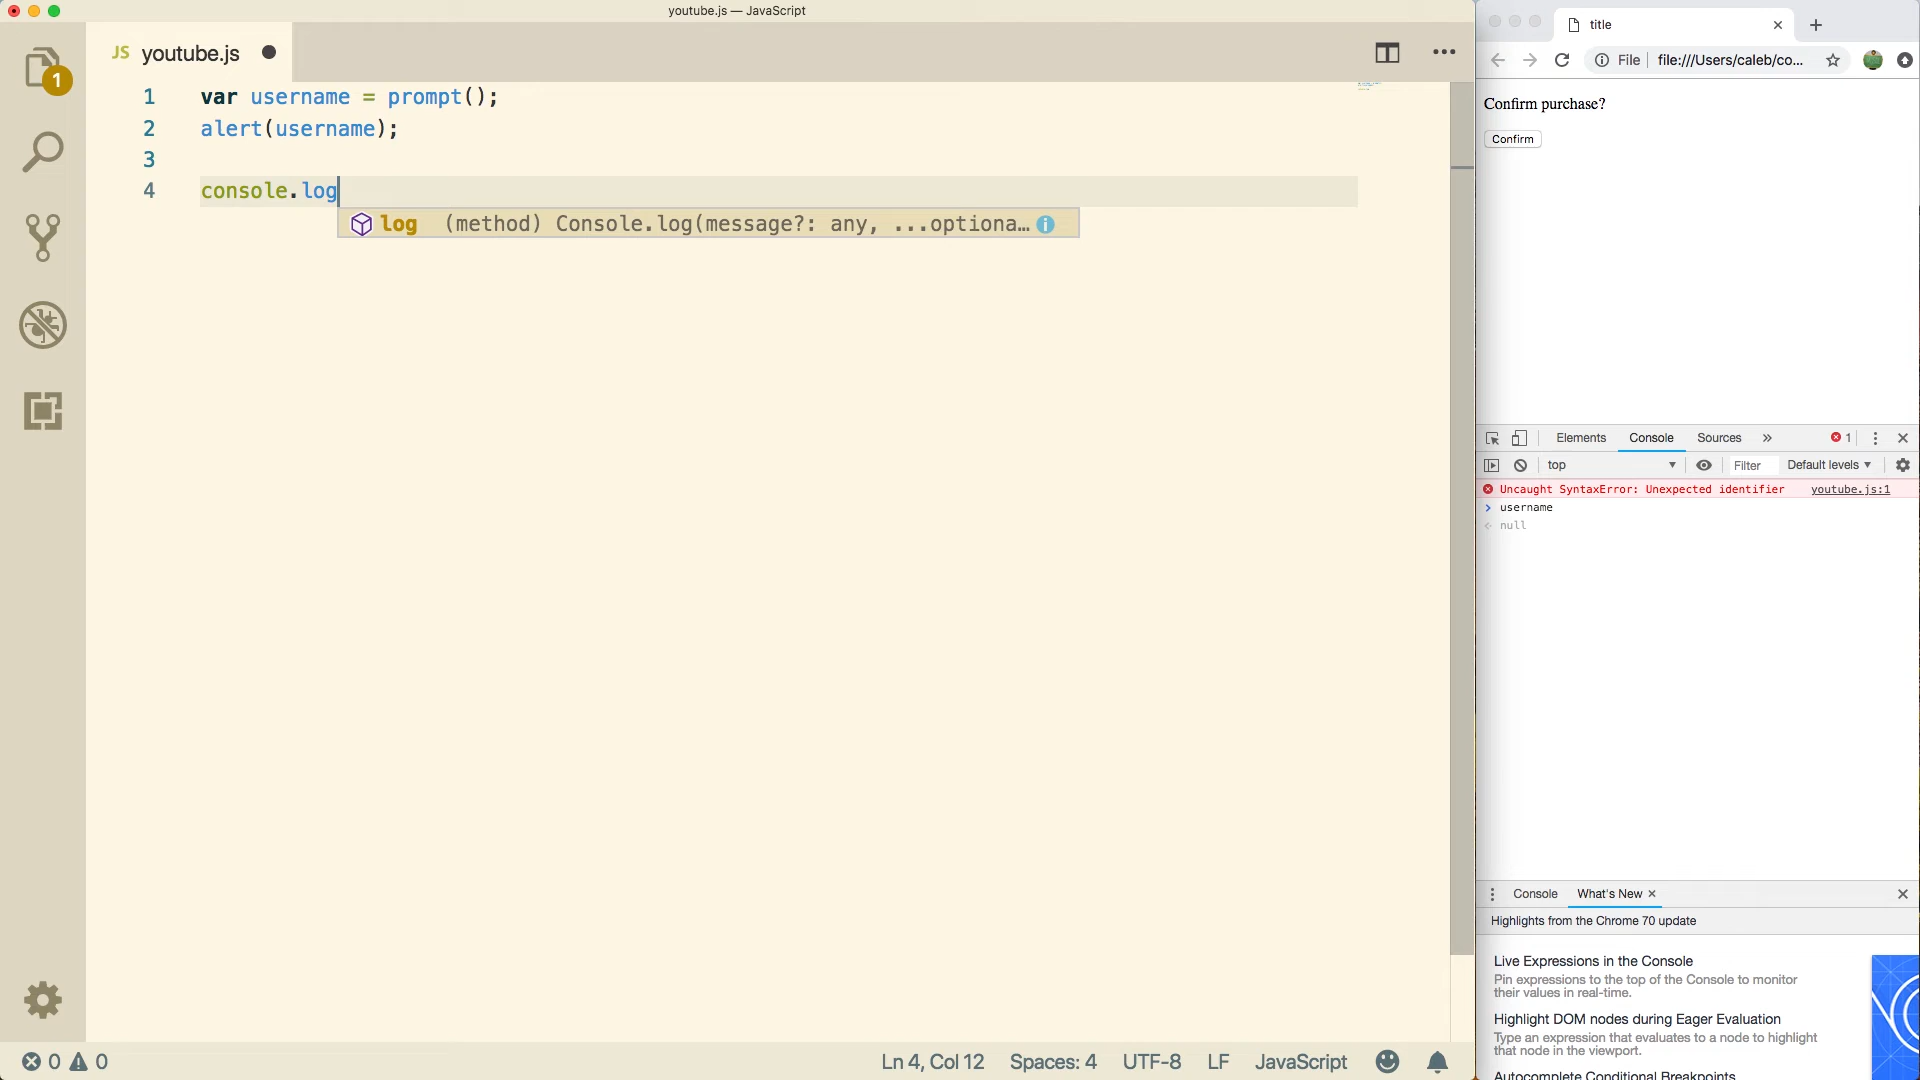 youtube.js — JavaScript
JS youtube.js
1
1 var username = prompt();
2 alert(username);
3
4 console.log
log (method) Console.log(message?: any, ...optiona…
0 0
Ln 4, Col 12 Spaces: 4 UTF-8 LF JavaScript
title
File file:///Users/caleb/co...
Confirm purchase?
Confirm
Elements Console Sources » 1
top Filter Default levels
Uncaught SyntaxError: Unexpected identifier youtube.js:1
username
null
Console What's New
Highlights from the Chrome 70 update
Live Expressions in the Console
Pin expressions to the top of the Console to monitor
their values in real-time.
Highlight DOM nodes during Eager Evaluation
Type an expression that evaluates to a node to highlight
that node in the viewport.
Autocomplete Conditional Breakpoints